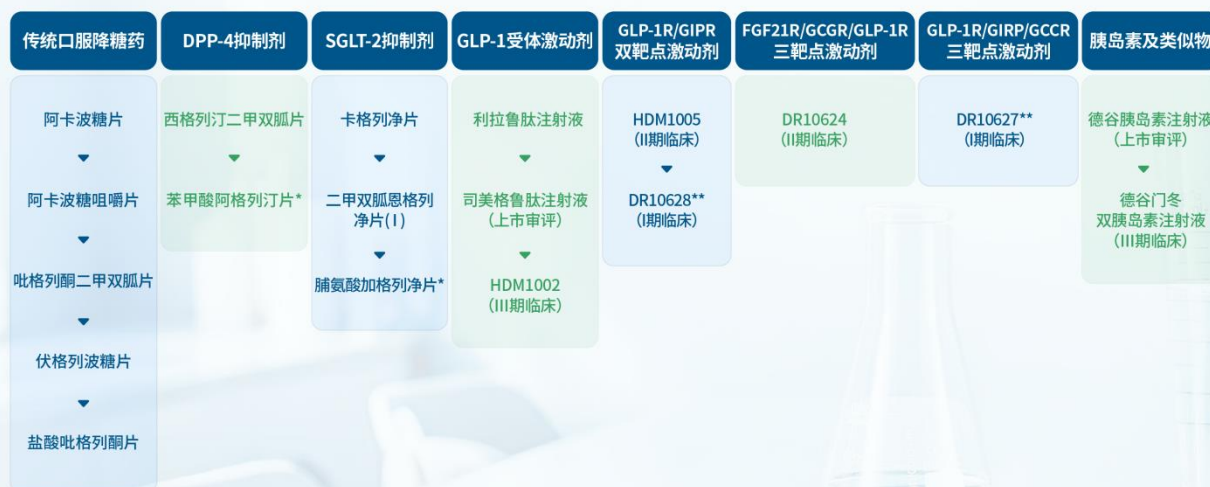 传统口服降糖药
阿卡波糖片
阿卡波糖咀嚼片
吡格列酮二甲双胍片
伏格列波糖片
盐酸吡格列酮片
DPP-4抑制剂
西格列汀二甲双胍片
苯甲酸阿格列汀片*
SGLT-2抑制剂
卡格列净片
二甲双胍恩格列
净片(I)
脯氨酸加格列净片*
GLP-1受体激动剂
利拉鲁肽注射液
司美格鲁肽注射液
(上市审评)
HDM1002
(III期临床)
GLP-1R/GIPR
双靶点激动剂
HDM1005
(II期临床)
DR10628**
(I期临床)
FGF21R/GCGR/GLP-1R
三靶点激动剂
DR10624
(II期临床)
GLP-1R/GIRP/GCCR
三靶点激动剂
DR10627**
(I期临床)
胰岛素及类似物
德谷胰岛素注射液
(上市审评)
德谷门冬
双胰岛素注射液
(III期临床)